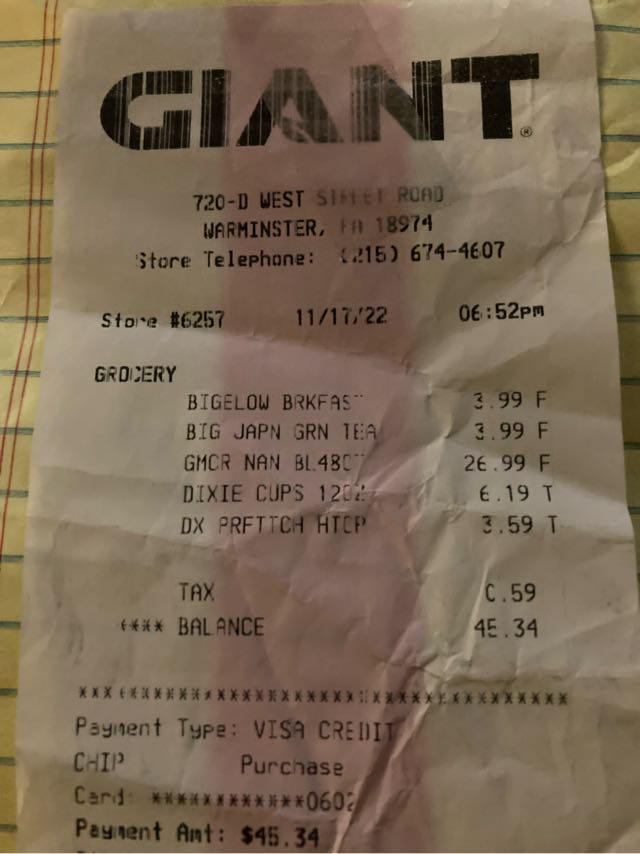 GIANT®
720-D WEST STREET ROAD
WARMINSTER, PA 18974
Store Telephone: (215) 674-4607
Store #6257 11/17/22 06:52pm
GROCERY
BIGELOW BRKFAST 3.99 F
BIG JAPN GRN TEA 3.99 F
GMCR NAN BL48CT 26.99 F
DIXIE CUPS 12OZ 6.19 T
DX PRFTTCH HTCP 3.59 T
TAX 0.59
**** BALANCE 45.34
******************************************
Payment Type: VISA CREDIT
CHIP Purchase
Card: ************0602
Payment Amt: $45.34